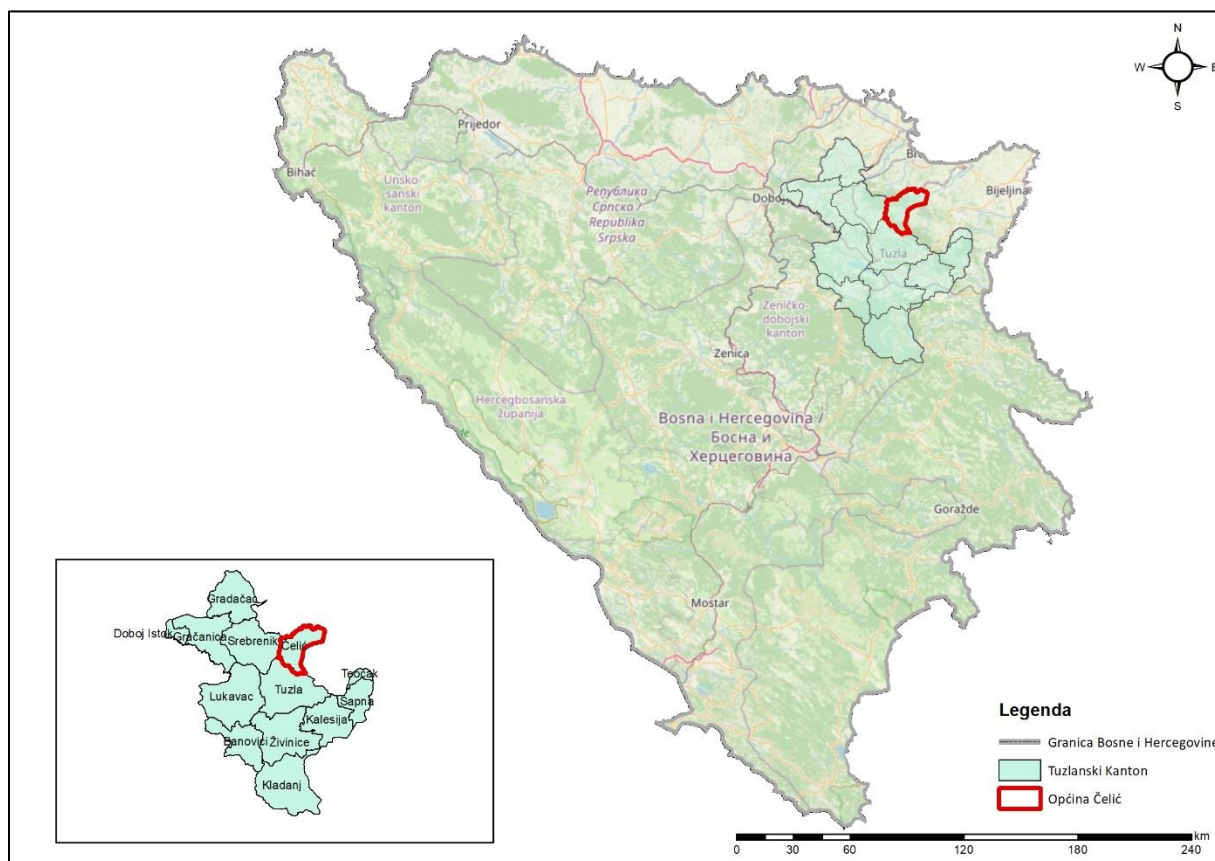 N
W
E
S
Prijedor
Bihać
Unsko-
sanski
kanton
Република
Српска /
Republika
Srpska
Doboj
Bijeljina
Tuzla
Zeničko-
dobojski
kanton
Zenica
Hercegbosanska
županija
Bosna i Hercegovina /
Босна и
Херцеговина
Goražde
Mostar
Gradačac
Doboj Istok
Gračanica
Srebrenik
Čelić
Teočak
Lukavac
Tuzla
Sapna
Kalesija
Banovići
Živinice
Kladanj
Legenda
Granica Bosne i Hercegovine
Tuzlanski Kanton
Općina Čelić
km
0 30 60 120 180 240